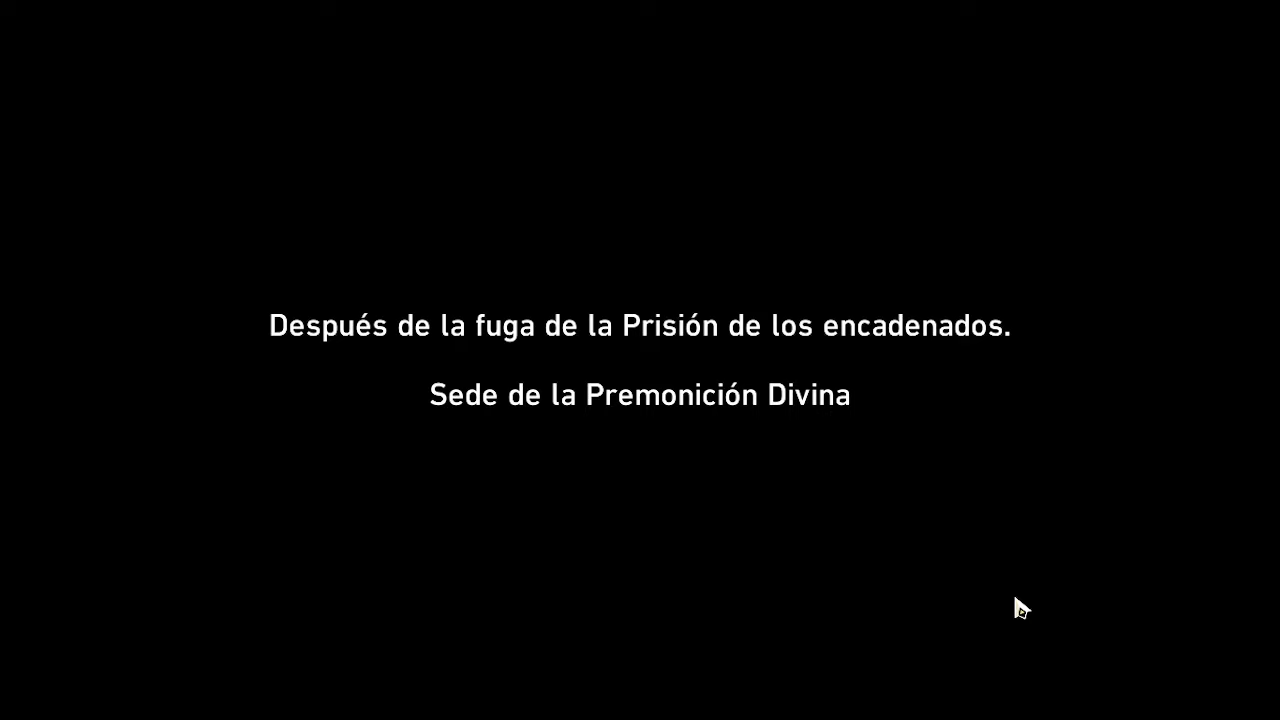 Después de la fuga de la Prisión de los encadenados.
Sede de la Premonición Divina